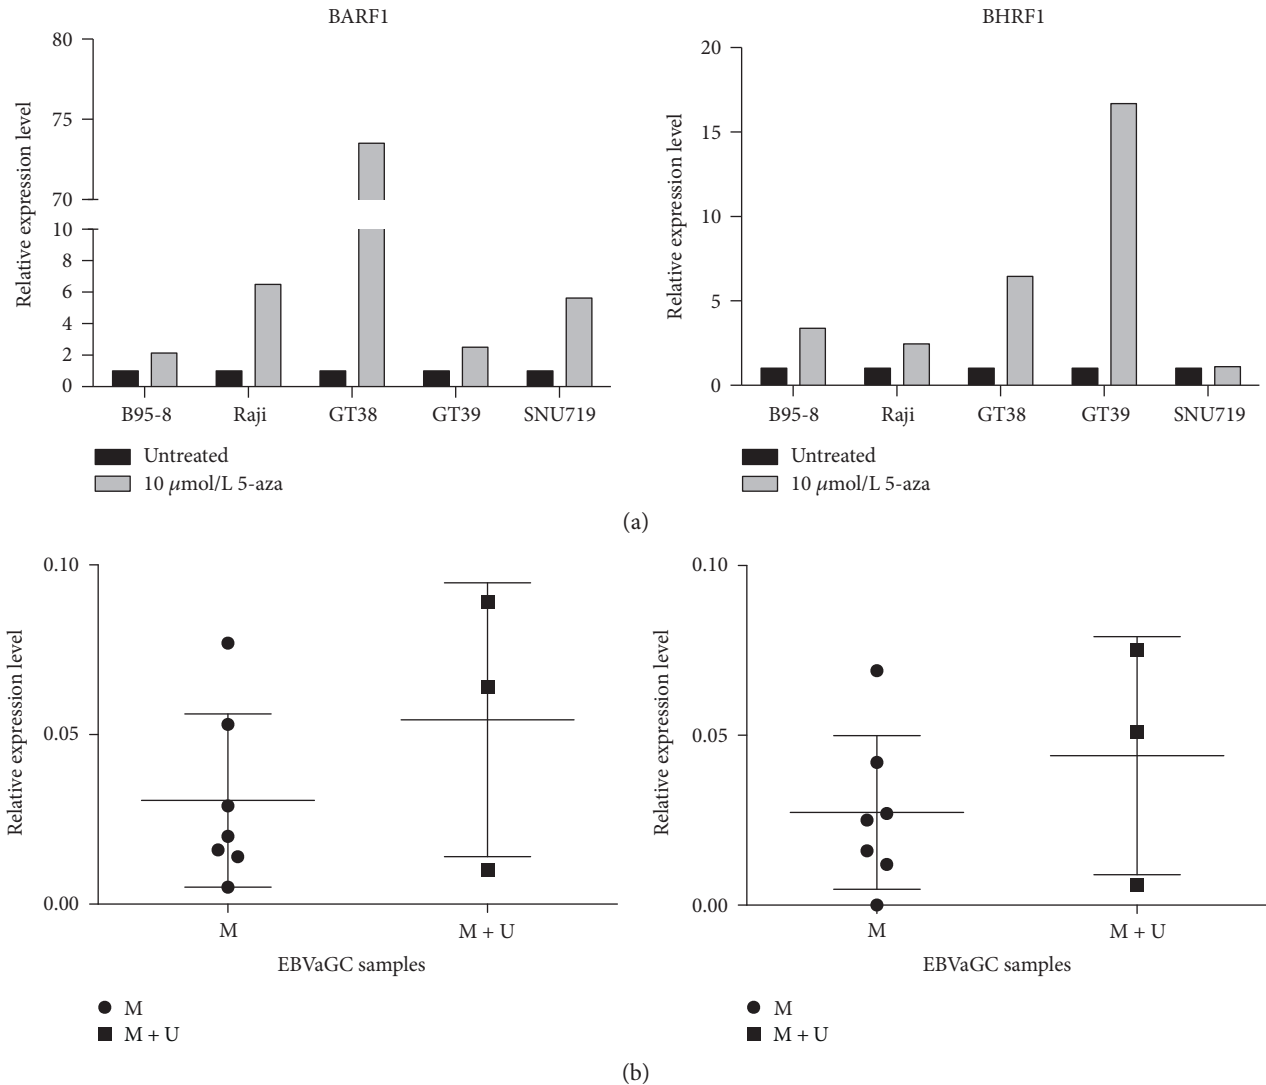 BARF1
80
75
70
10
8
6
4
2
0
Relative expression level
B95-8 Raji GT38 GT39 SNU719
Untreated
10 μmol/L 5-aza
BHRF1
20
15
10
5
0
Relative expression level
B95-8 Raji GT38 GT39 SNU719
Untreated
10 μmol/L 5-aza
(a)
0.10
0.05
0.00
Relative expression level
M M + U
EBVaGC samples
M
M + U
0.10
0.05
0.00
Relative expression level
M M + U
EBVaGC samples
M
M + U
(b)